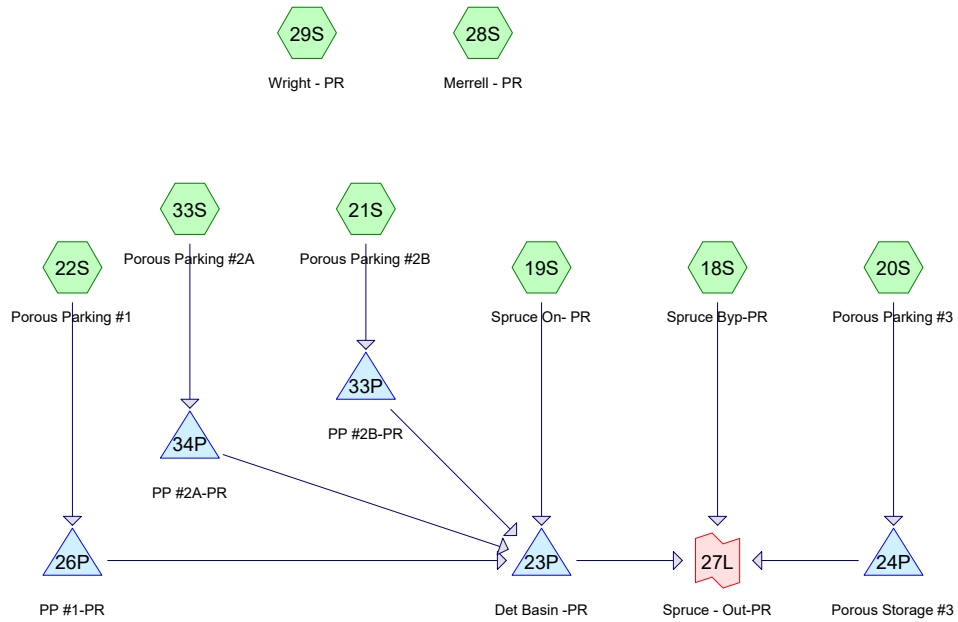 29S
28S
Wright - PR
Merrell - PR
33S
21S
Porous Parking #2A
Porous Parking #2B
22S
19S
18S
20S
Porous Parking #1
Spruce On- PR
Spruce Byp-PR
Porous Parking #3
33P
PP #2B-PR
34P
PP #2A-PR
26P
23P
27L
24P
PP #1-PR
Det Basin -PR
Spruce - Out-PR
Porous Storage #3